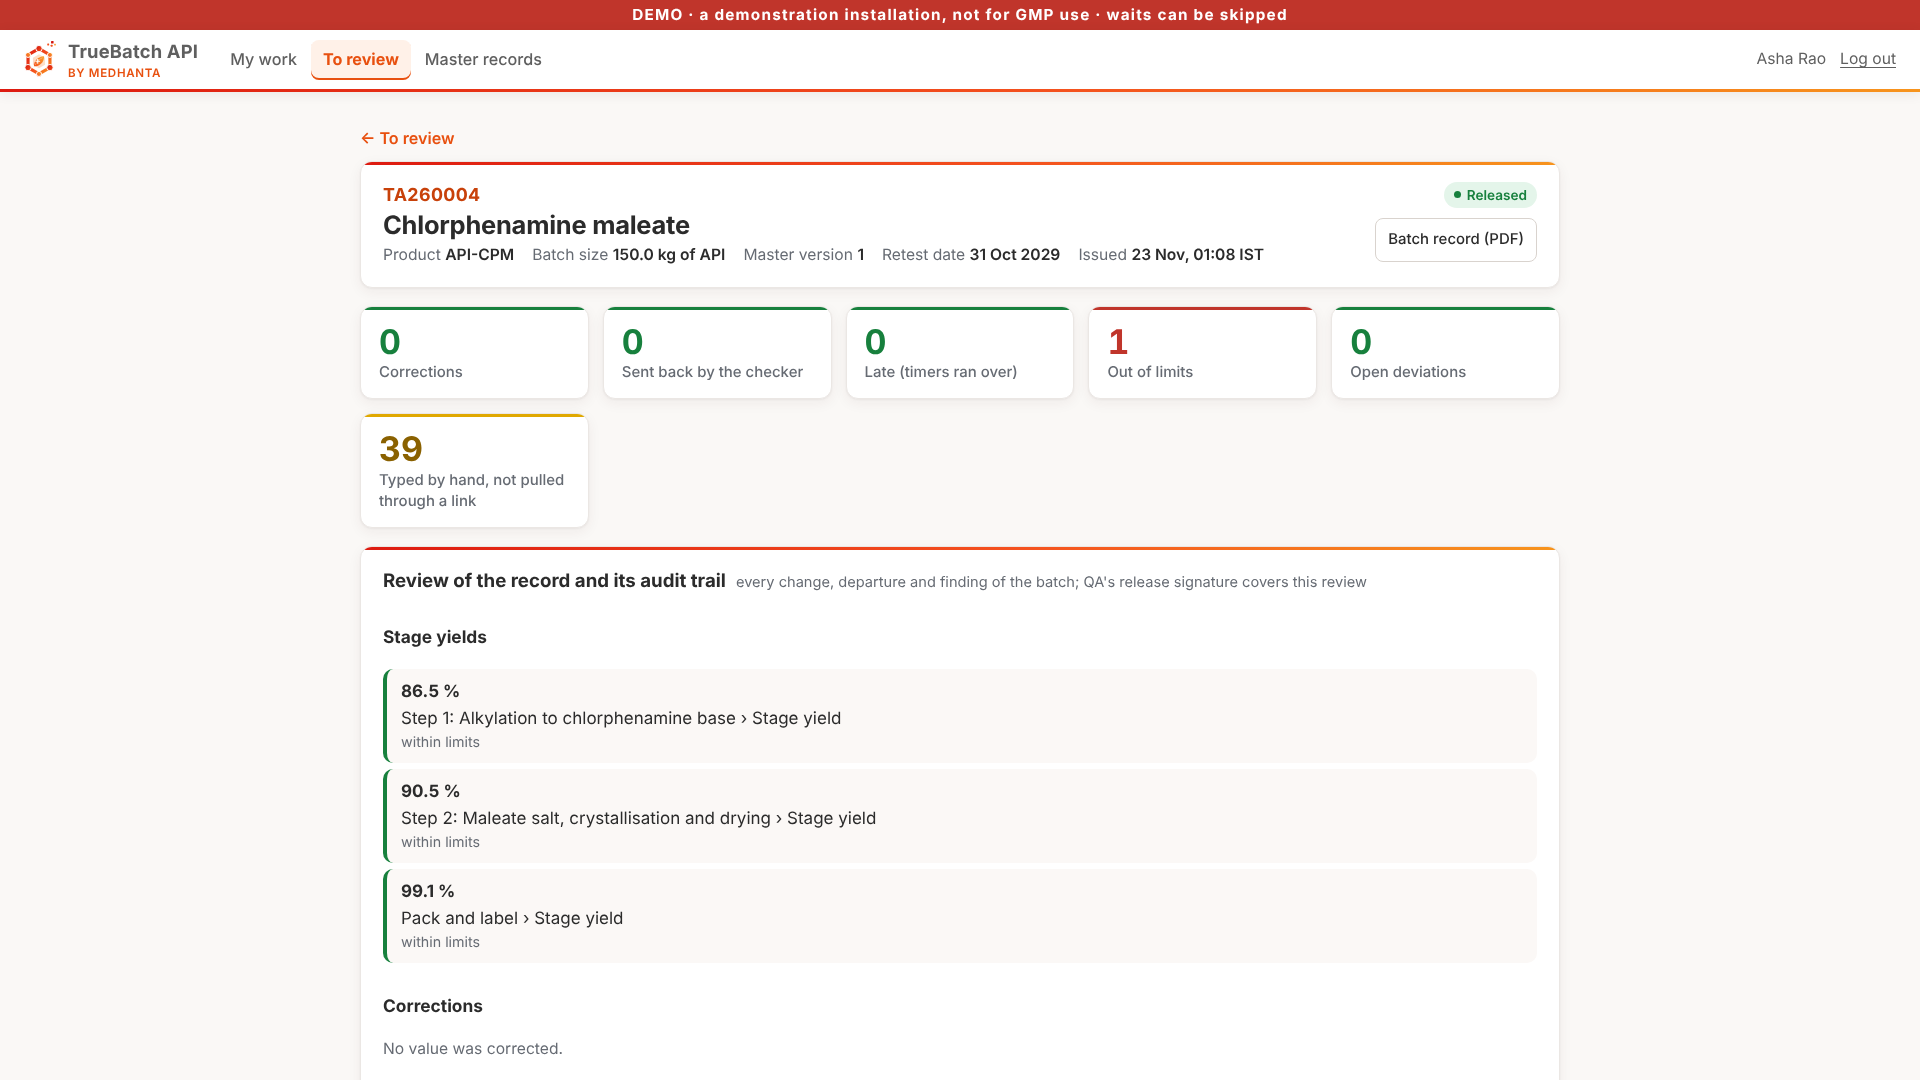 DEMO · a demonstration installation, not for GMP use · waits can be skipped
TrueBatch API
BY MEDHANTA
My work
To review
Master records
Asha Rao
Log out
← To review
TA260004
Released
Chlorphenamine maleate
Batch record (PDF)
Product API-CPM Batch size 150.0 kg of API Master version 1 Retest date 31 Oct 2029 Issued 23 Nov, 01:08 IST
0
Corrections
0
Sent back by the checker
0
Late (timers ran over)
1
Out of limits
0
Open deviations
39
Typed by hand, not pulled
through a link
Review of the record and its audit trail every change, departure and finding of the batch; QA's release signature covers this review
Stage yields
86.5 %
Step 1: Alkylation to chlorphenamine base › Stage yield
within limits
90.5 %
Step 2: Maleate salt, crystallisation and drying › Stage yield
within limits
99.1 %
Pack and label › Stage yield
within limits
Corrections
No value was corrected.